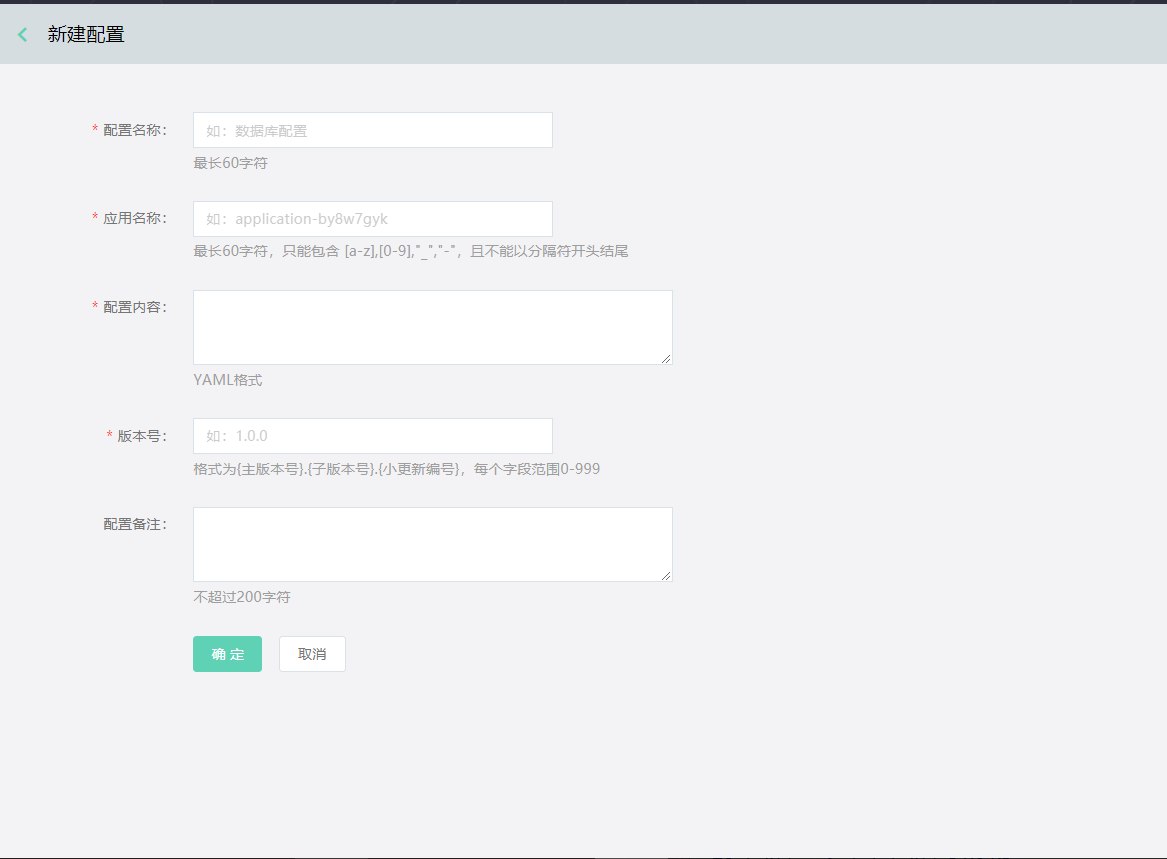 新建配置
* 配置名称：
如：数据库配置
最长60字符
* 应用名称：
如：application-by8w7gyk
最长60字符，只能包含 [a-z],[0-9],"_","-"，且不能以分隔符开头结尾
* 配置内容：
YAML格式
* 版本号：
如：1.0.0
格式为{主版本号}.{子版本号}.{小更新编号}，每个字段范围0-999
配置备注：
不超过200字符
确 定
取消